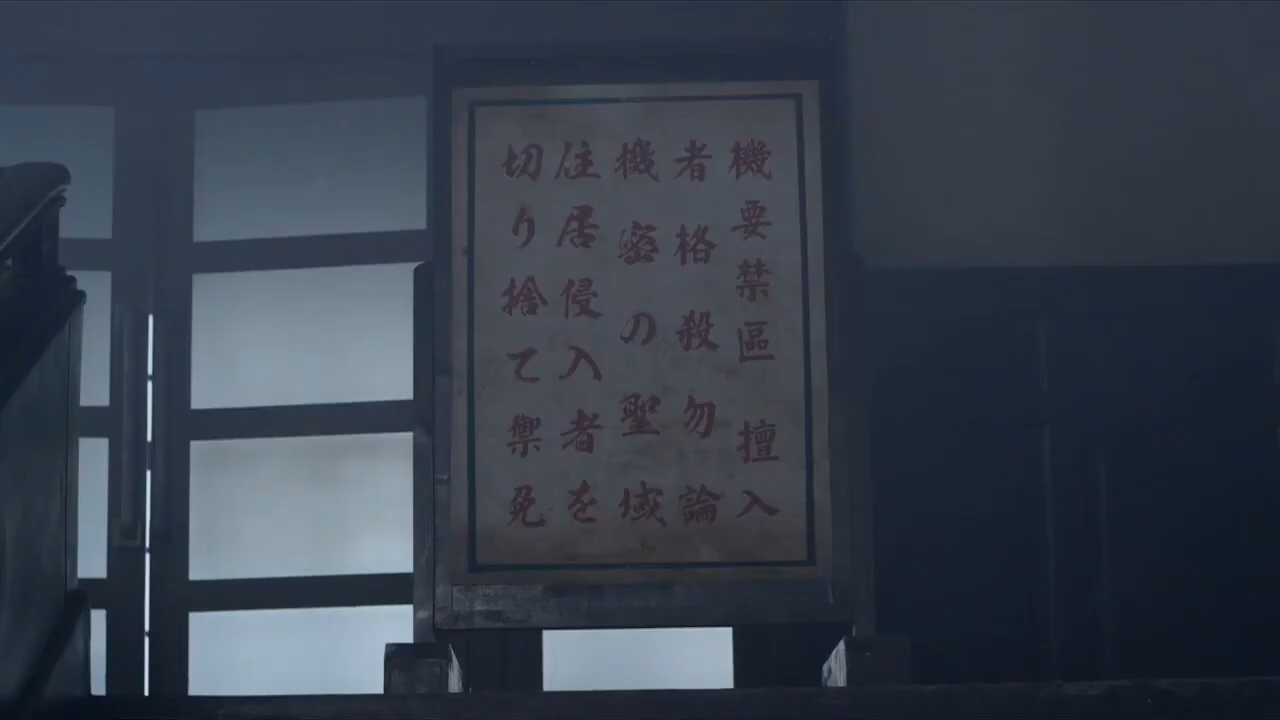 機要禁區 擅入
者格殺勿論
機密の聖域
住居侵入者を
切り捨て禦免